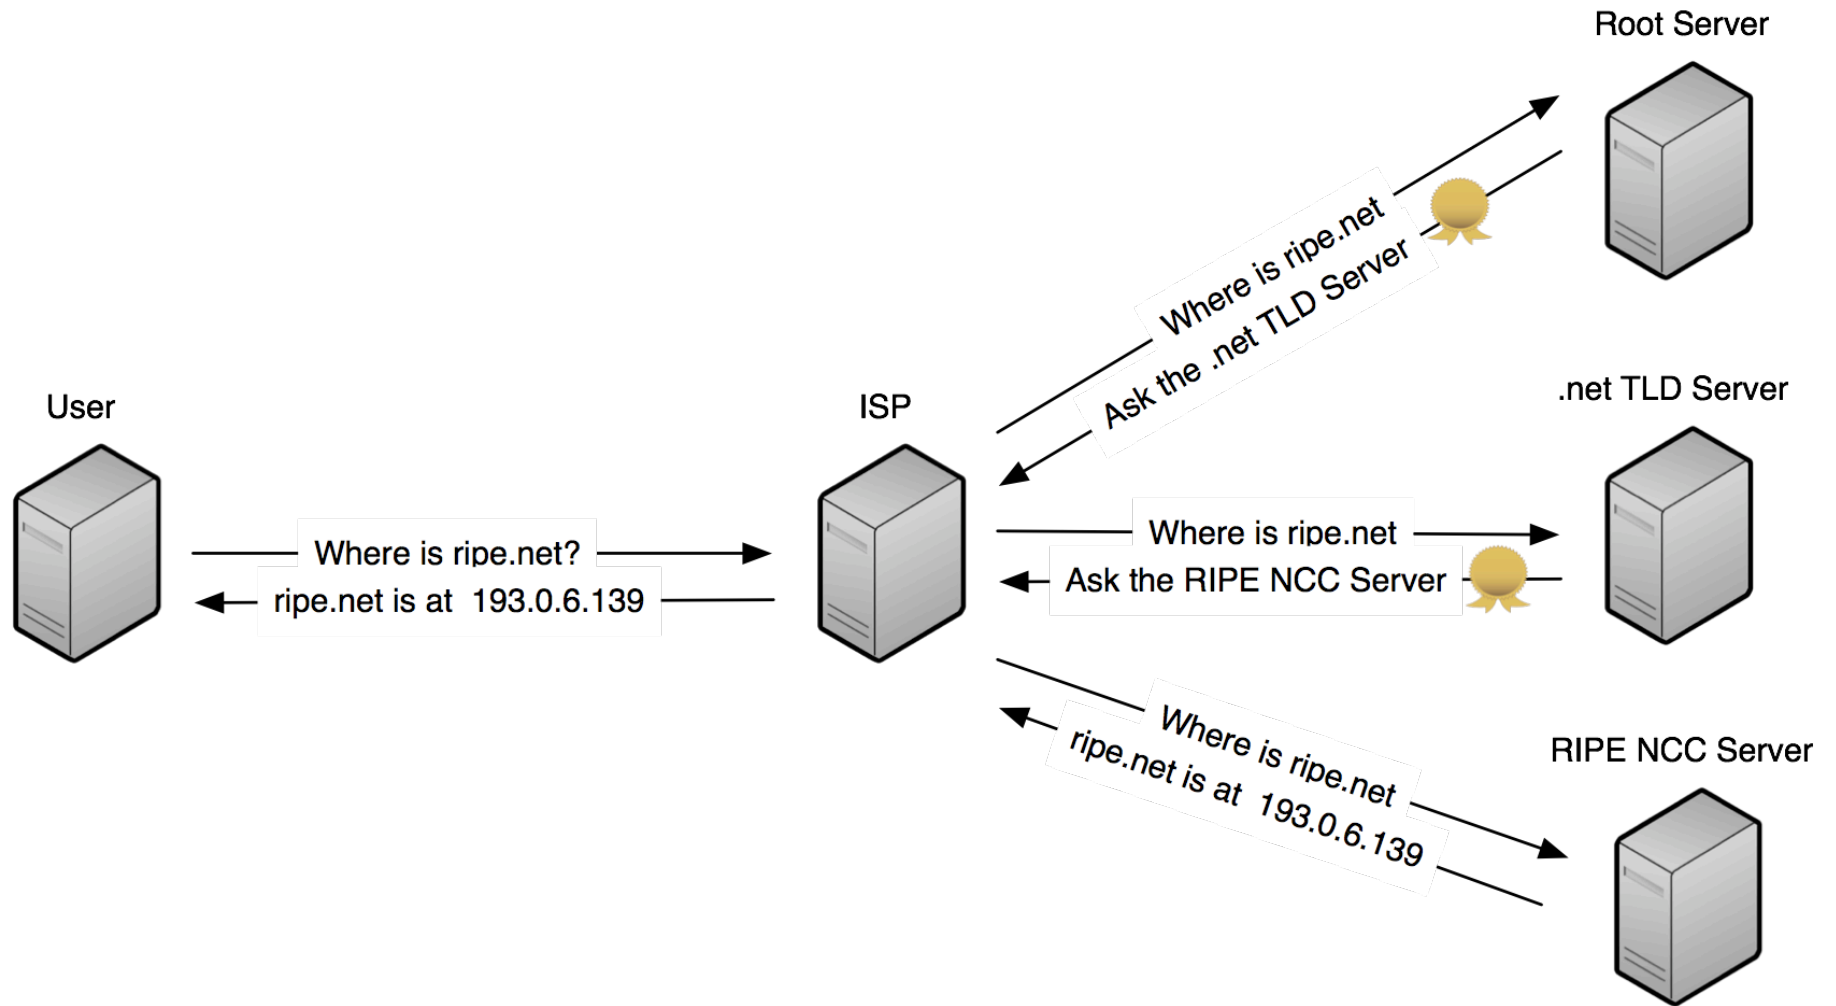 Root Server
Where is ripe.net
Ask the .net TLD Server
.net TLD Server
User
ISP
Where is ripe.net?
ripe.net is at 193.0.6.139
Where is ripe.net
Ask the RIPE NCC Server
RIPE NCC Server
Where is ripe.net
ripe.net is at 193.0.6.139